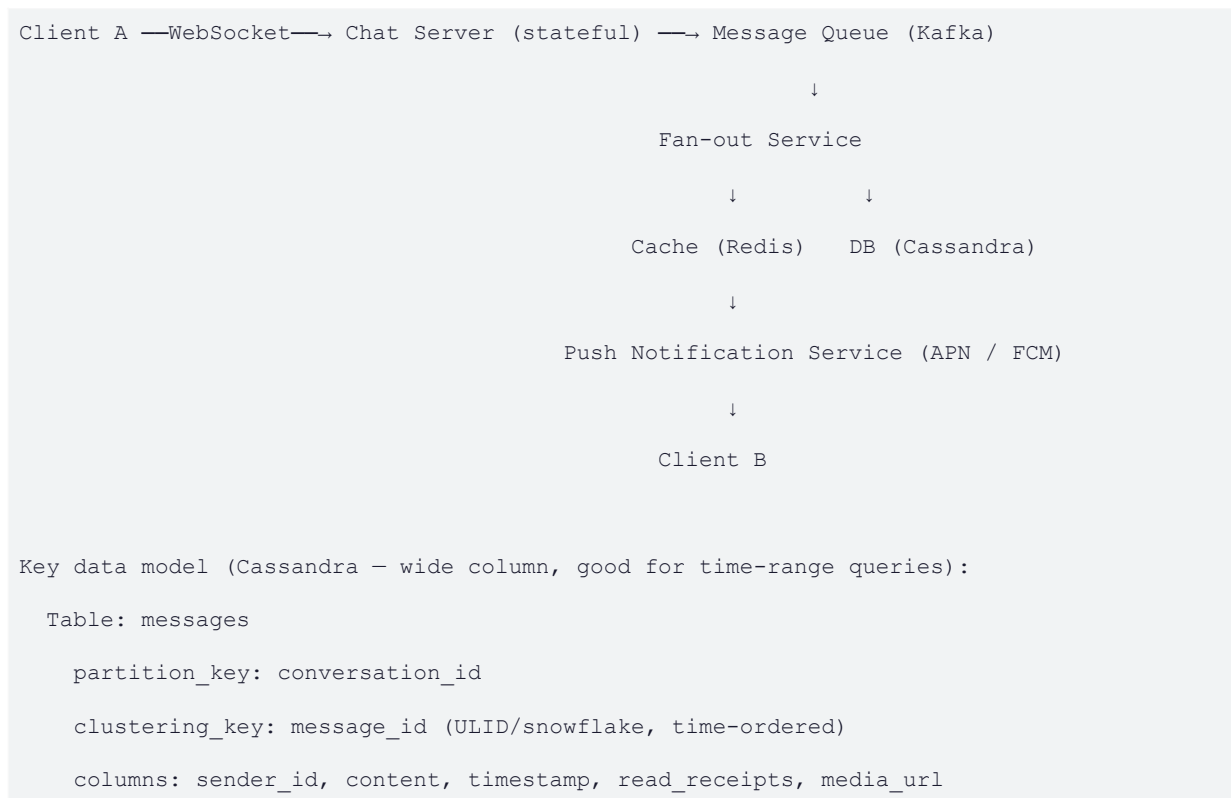 Client A —WebSocket—→ Chat Server (stateful) —→ Message Queue (Kafka)
↓
Fan-out Service
↓ ↓
Cache (Redis) DB (Cassandra)
↓
Push Notification Service (APN / FCM)
↓
Client B
Key data model (Cassandra — wide column, good for time-range queries):
Table: messages
partition_key: conversation_id
clustering_key: message_id (ULID/snowflake, time-ordered)
columns: sender_id, content, timestamp, read_receipts, media_url